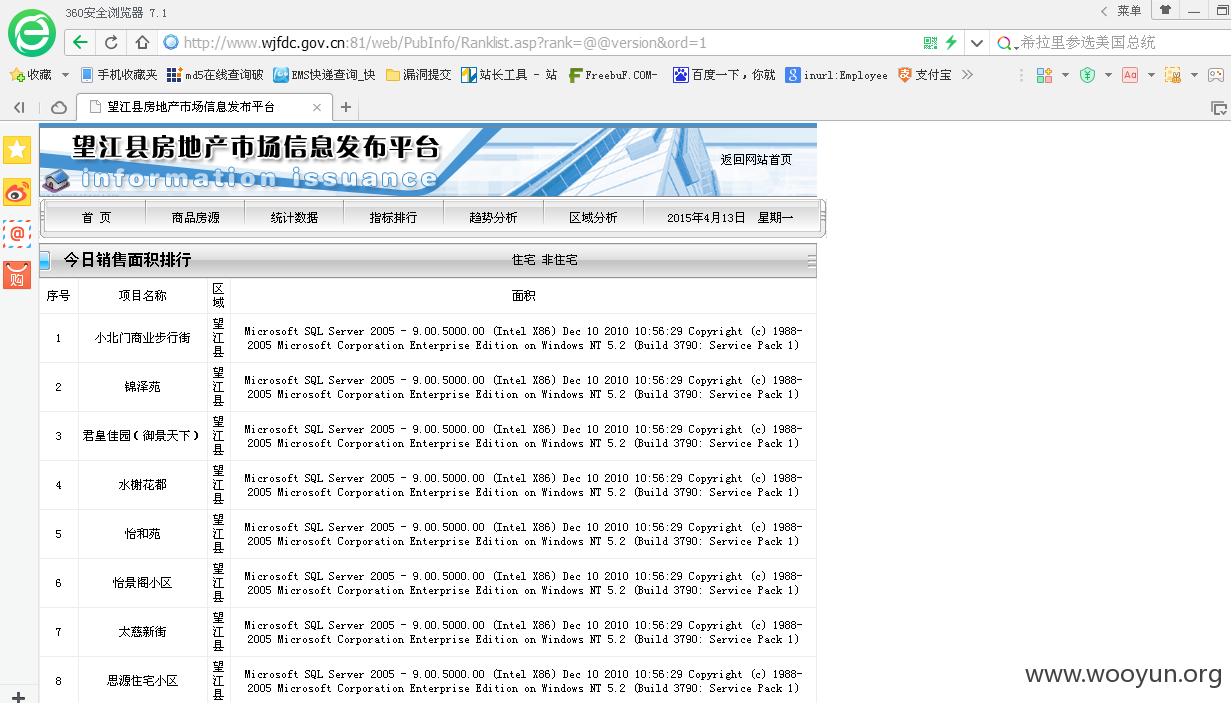 360安全浏览器 7.1
菜单
http://www.wjfdc.gov.cn:81/web/PubInfo/Ranklist.asp?rank=@@version&ord=1
希拉里参选美国总统
收藏 手机收藏夹 md5在线查询破 EMS快递查询_快 漏洞提交 站长工具 - 站 FreebuF.COM- 百度一下，你就 inurl:Employee 支付宝
望江县房地产市场信息发布平台
望江县房地产市场信息发布平台
information issuance
返回网站首页
首 页 商品房源 统计数据 指标排行 趋势分析 区域分析 2015年4月13日 星期一
今日销售面积排行 住宅 非住宅
序号 项目名称 区域 面积
1 小北门商业步行街 望江县 Microsoft SQL Server 2005 - 9.00.5000.00 (Intel X86) Dec 10 2010 10:56:29 Copyright (c) 1988-
2005 Microsoft Corporation Enterprise Edition on Windows NT 5.2 (Build 3790: Service Pack 1)
2 锦泽苑 望江县 Microsoft SQL Server 2005 - 9.00.5000.00 (Intel X86) Dec 10 2010 10:56:29 Copyright (c) 1988-
2005 Microsoft Corporation Enterprise Edition on Windows NT 5.2 (Build 3790: Service Pack 1)
3 君皇佳园（御景天下） 望江县 Microsoft SQL Server 2005 - 9.00.5000.00 (Intel X86) Dec 10 2010 10:56:29 Copyright (c) 1988-
2005 Microsoft Corporation Enterprise Edition on Windows NT 5.2 (Build 3790: Service Pack 1)
4 水榭花都 望江县 Microsoft SQL Server 2005 - 9.00.5000.00 (Intel X86) Dec 10 2010 10:56:29 Copyright (c) 1988-
2005 Microsoft Corporation Enterprise Edition on Windows NT 5.2 (Build 3790: Service Pack 1)
5 怡和苑 望江县 Microsoft SQL Server 2005 - 9.00.5000.00 (Intel X86) Dec 10 2010 10:56:29 Copyright (c) 1988-
2005 Microsoft Corporation Enterprise Edition on Windows NT 5.2 (Build 3790: Service Pack 1)
6 怡景阁小区 望江县 Microsoft SQL Server 2005 - 9.00.5000.00 (Intel X86) Dec 10 2010 10:56:29 Copyright (c) 1988-
2005 Microsoft Corporation Enterprise Edition on Windows NT 5.2 (Build 3790: Service Pack 1)
7 太慈新街 望江县 Microsoft SQL Server 2005 - 9.00.5000.00 (Intel X86) Dec 10 2010 10:56:29 Copyright (c) 1988-
2005 Microsoft Corporation Enterprise Edition on Windows NT 5.2 (Build 3790: Service Pack 1)
8 思源住宅小区 望江县 Microsoft SQL Server 2005 - 9.00.5000.00 (Intel X86) Dec 10 2010 10:56:29 Copyright (c) 1988-
2005 Microsoft Corporation Enterprise Edition on Windows NT 5.2 (Build 3790: Service Pack 1)
购
www.wooyun.org